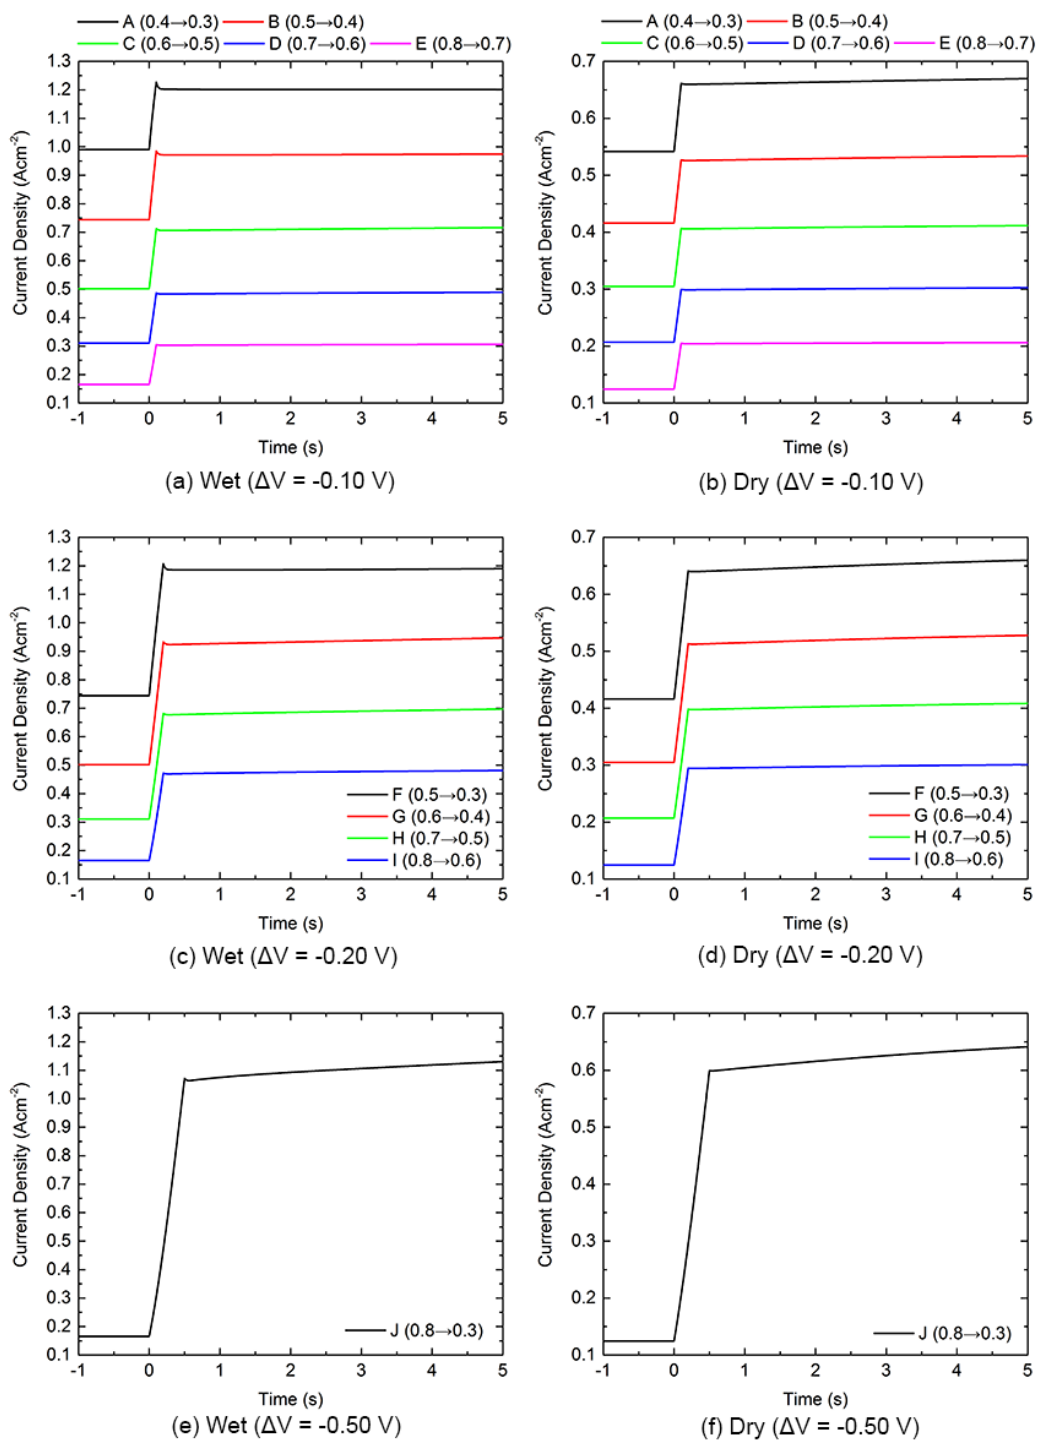 A (0.4→0.3) B (0.5→0.4)
C (0.6→0.5) D (0.7→0.6) E (0.8→0.7)
1.3
1.2
1.1
1.0
0.9
0.8
0.7
0.6
0.5
0.4
0.3
0.2
0.1
Current Density (Acm⁻²)
-1 0 1 2 3 4 5
Time (s)
(a) Wet (ΔV = -0.10 V)
A (0.4→0.3) B (0.5→0.4)
C (0.6→0.5) D (0.7→0.6) E (0.8→0.7)
0.7
0.6
0.5
0.4
0.3
0.2
0.1
Current Density (Acm⁻²)
-1 0 1 2 3 4 5
Time (s)
(b) Dry (ΔV = -0.10 V)
1.3
1.2
1.1
1.0
0.9
0.8
0.7
0.6
0.5
0.4
0.3
0.2
0.1
Current Density (Acm⁻²)
F (0.5→0.3)
G (0.6→0.4)
H (0.7→0.5)
I (0.8→0.6)
-1 0 1 2 3 4 5
Time (s)
(c) Wet (ΔV = -0.20 V)
0.7
0.6
0.5
0.4
0.3
0.2
0.1
Current Density (Acm⁻²)
F (0.5→0.3)
G (0.6→0.4)
H (0.7→0.5)
I (0.8→0.6)
-1 0 1 2 3 4 5
Time (s)
(d) Dry (ΔV = -0.20 V)
1.3
1.2
1.1
1.0
0.9
0.8
0.7
0.6
0.5
0.4
0.3
0.2
0.1
Current Density (Acm⁻²)
J (0.8→0.3)
-1 0 1 2 3 4 5
Time (s)
(e) Wet (ΔV = -0.50 V)
0.7
0.6
0.5
0.4
0.3
0.2
0.1
Current Density (Acm⁻²)
J (0.8→0.3)
-1 0 1 2 3 4 5
Time (s)
(f) Dry (ΔV = -0.50 V)